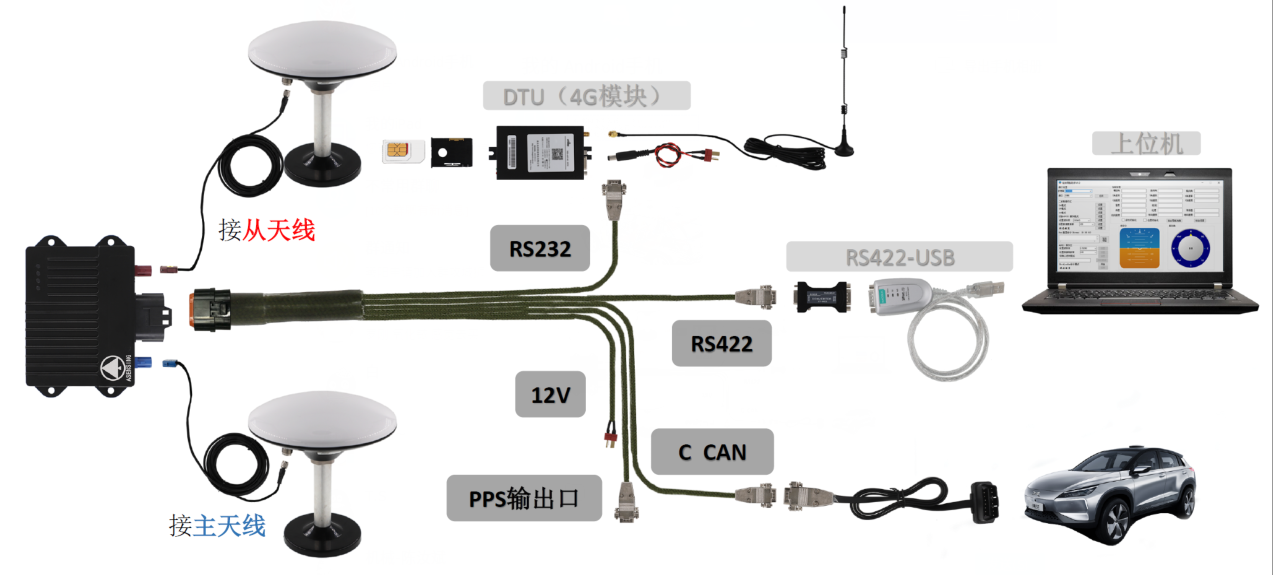 DTU（4G模块）
上位机
接从天线
RS232
RS422-USB
RS422
ASENSING
12V
C CAN
PPS输出口
接主天线